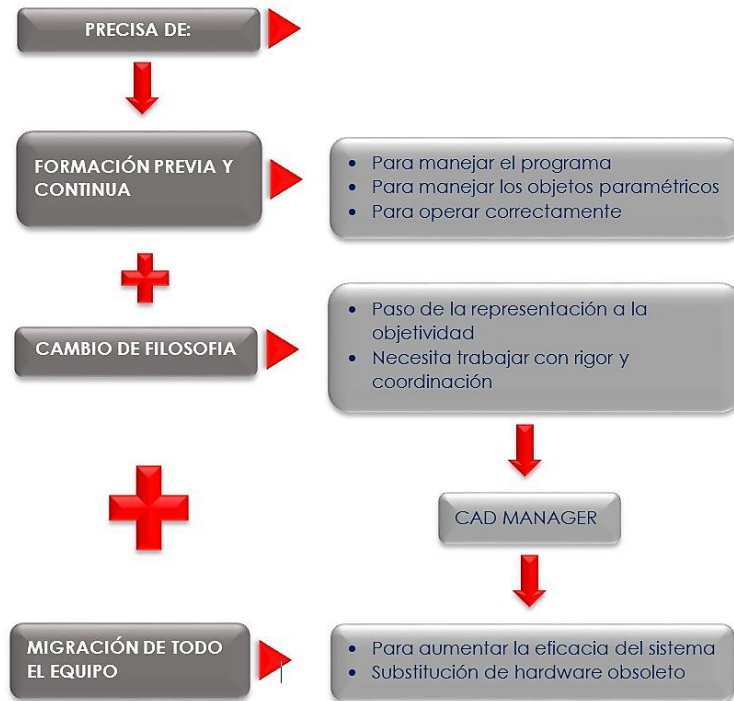 PRECISA DE:
FORMACIÓN PREVIA Y
CONTINUA
• Para manejar el programa
• Para manejar los objetos paramétricos
• Para operar correctamente
CAMBIO DE FILOSOFIA
• Paso de la representación a la
objetividad
• Necesita trabajar con rigor y
coordinación
CAD MANAGER
MIGRACIÓN DE TODO
EL EQUIPO
• Para aumentar la eficacia del sistema
• Substitución de hardware obsoleto